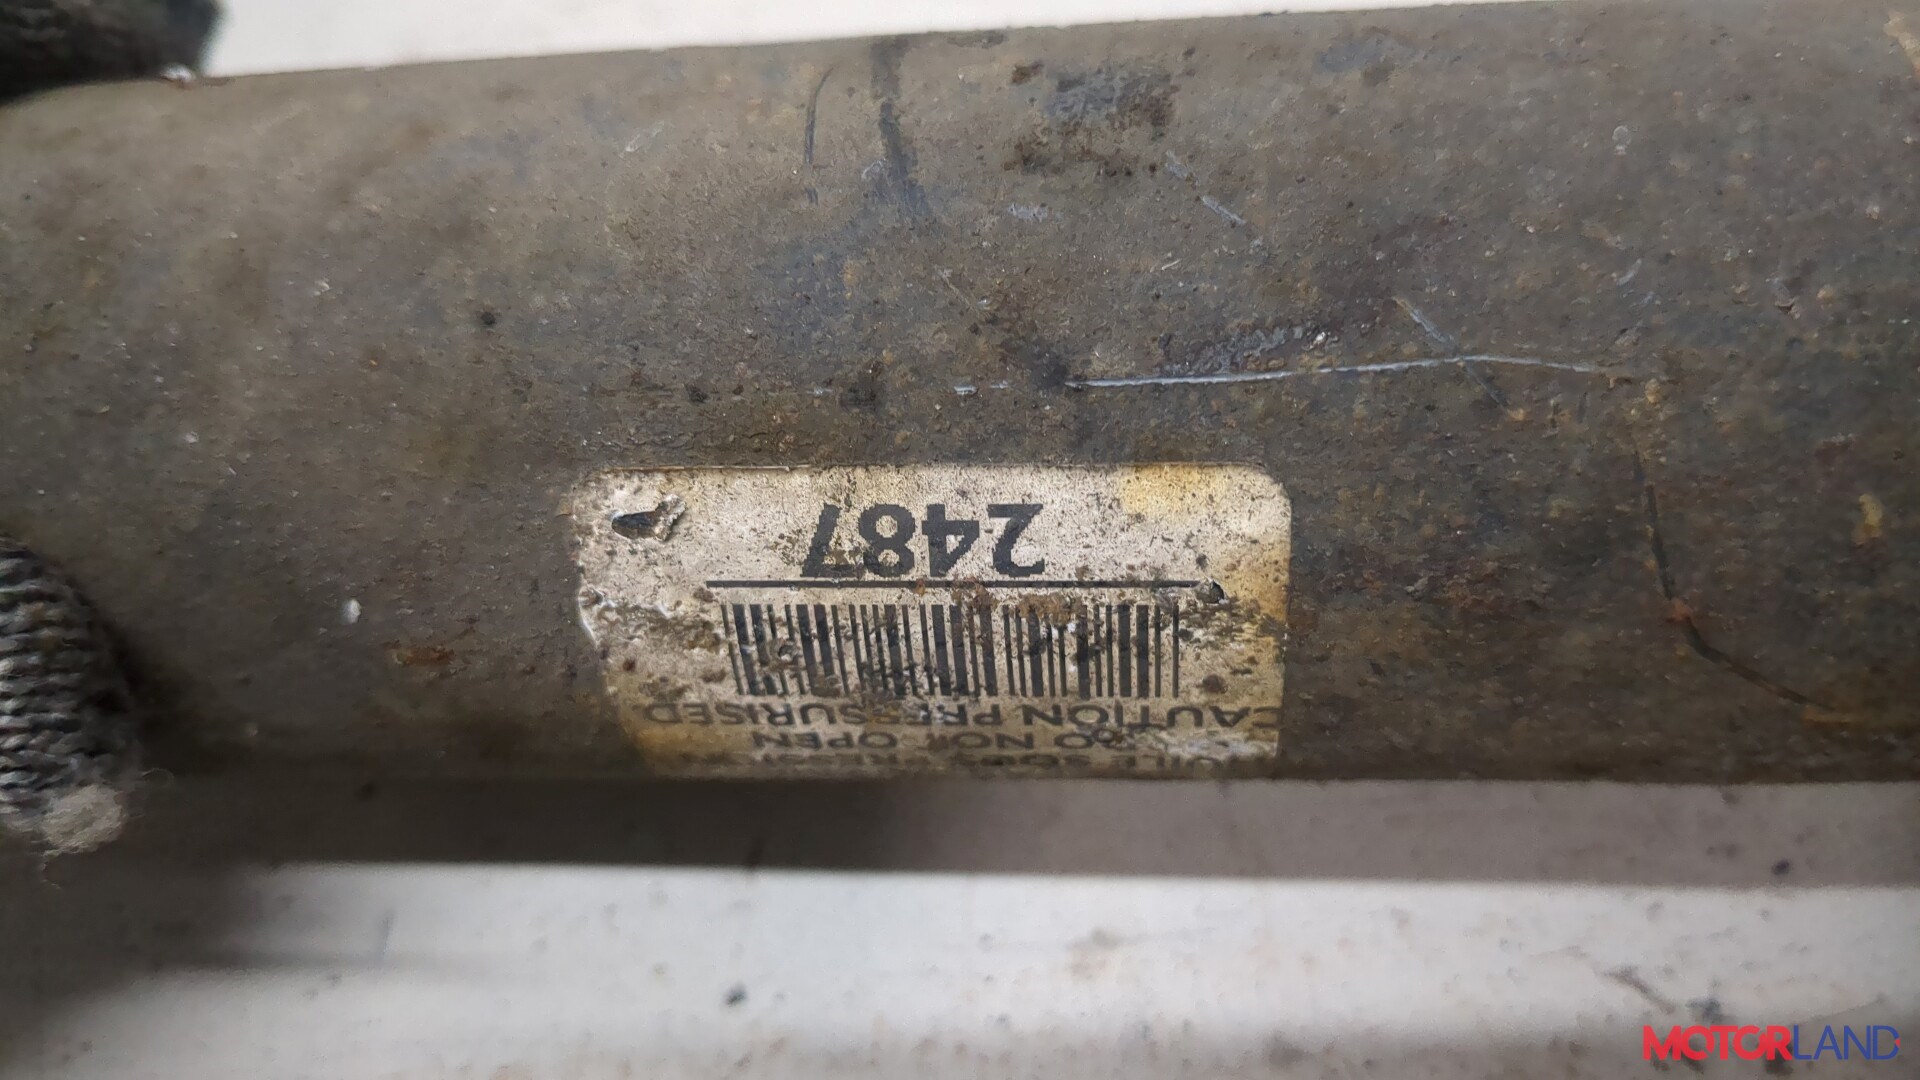 DO NOT OPEN
CAUTION PRESSURISED.
2487
MOTORLAND